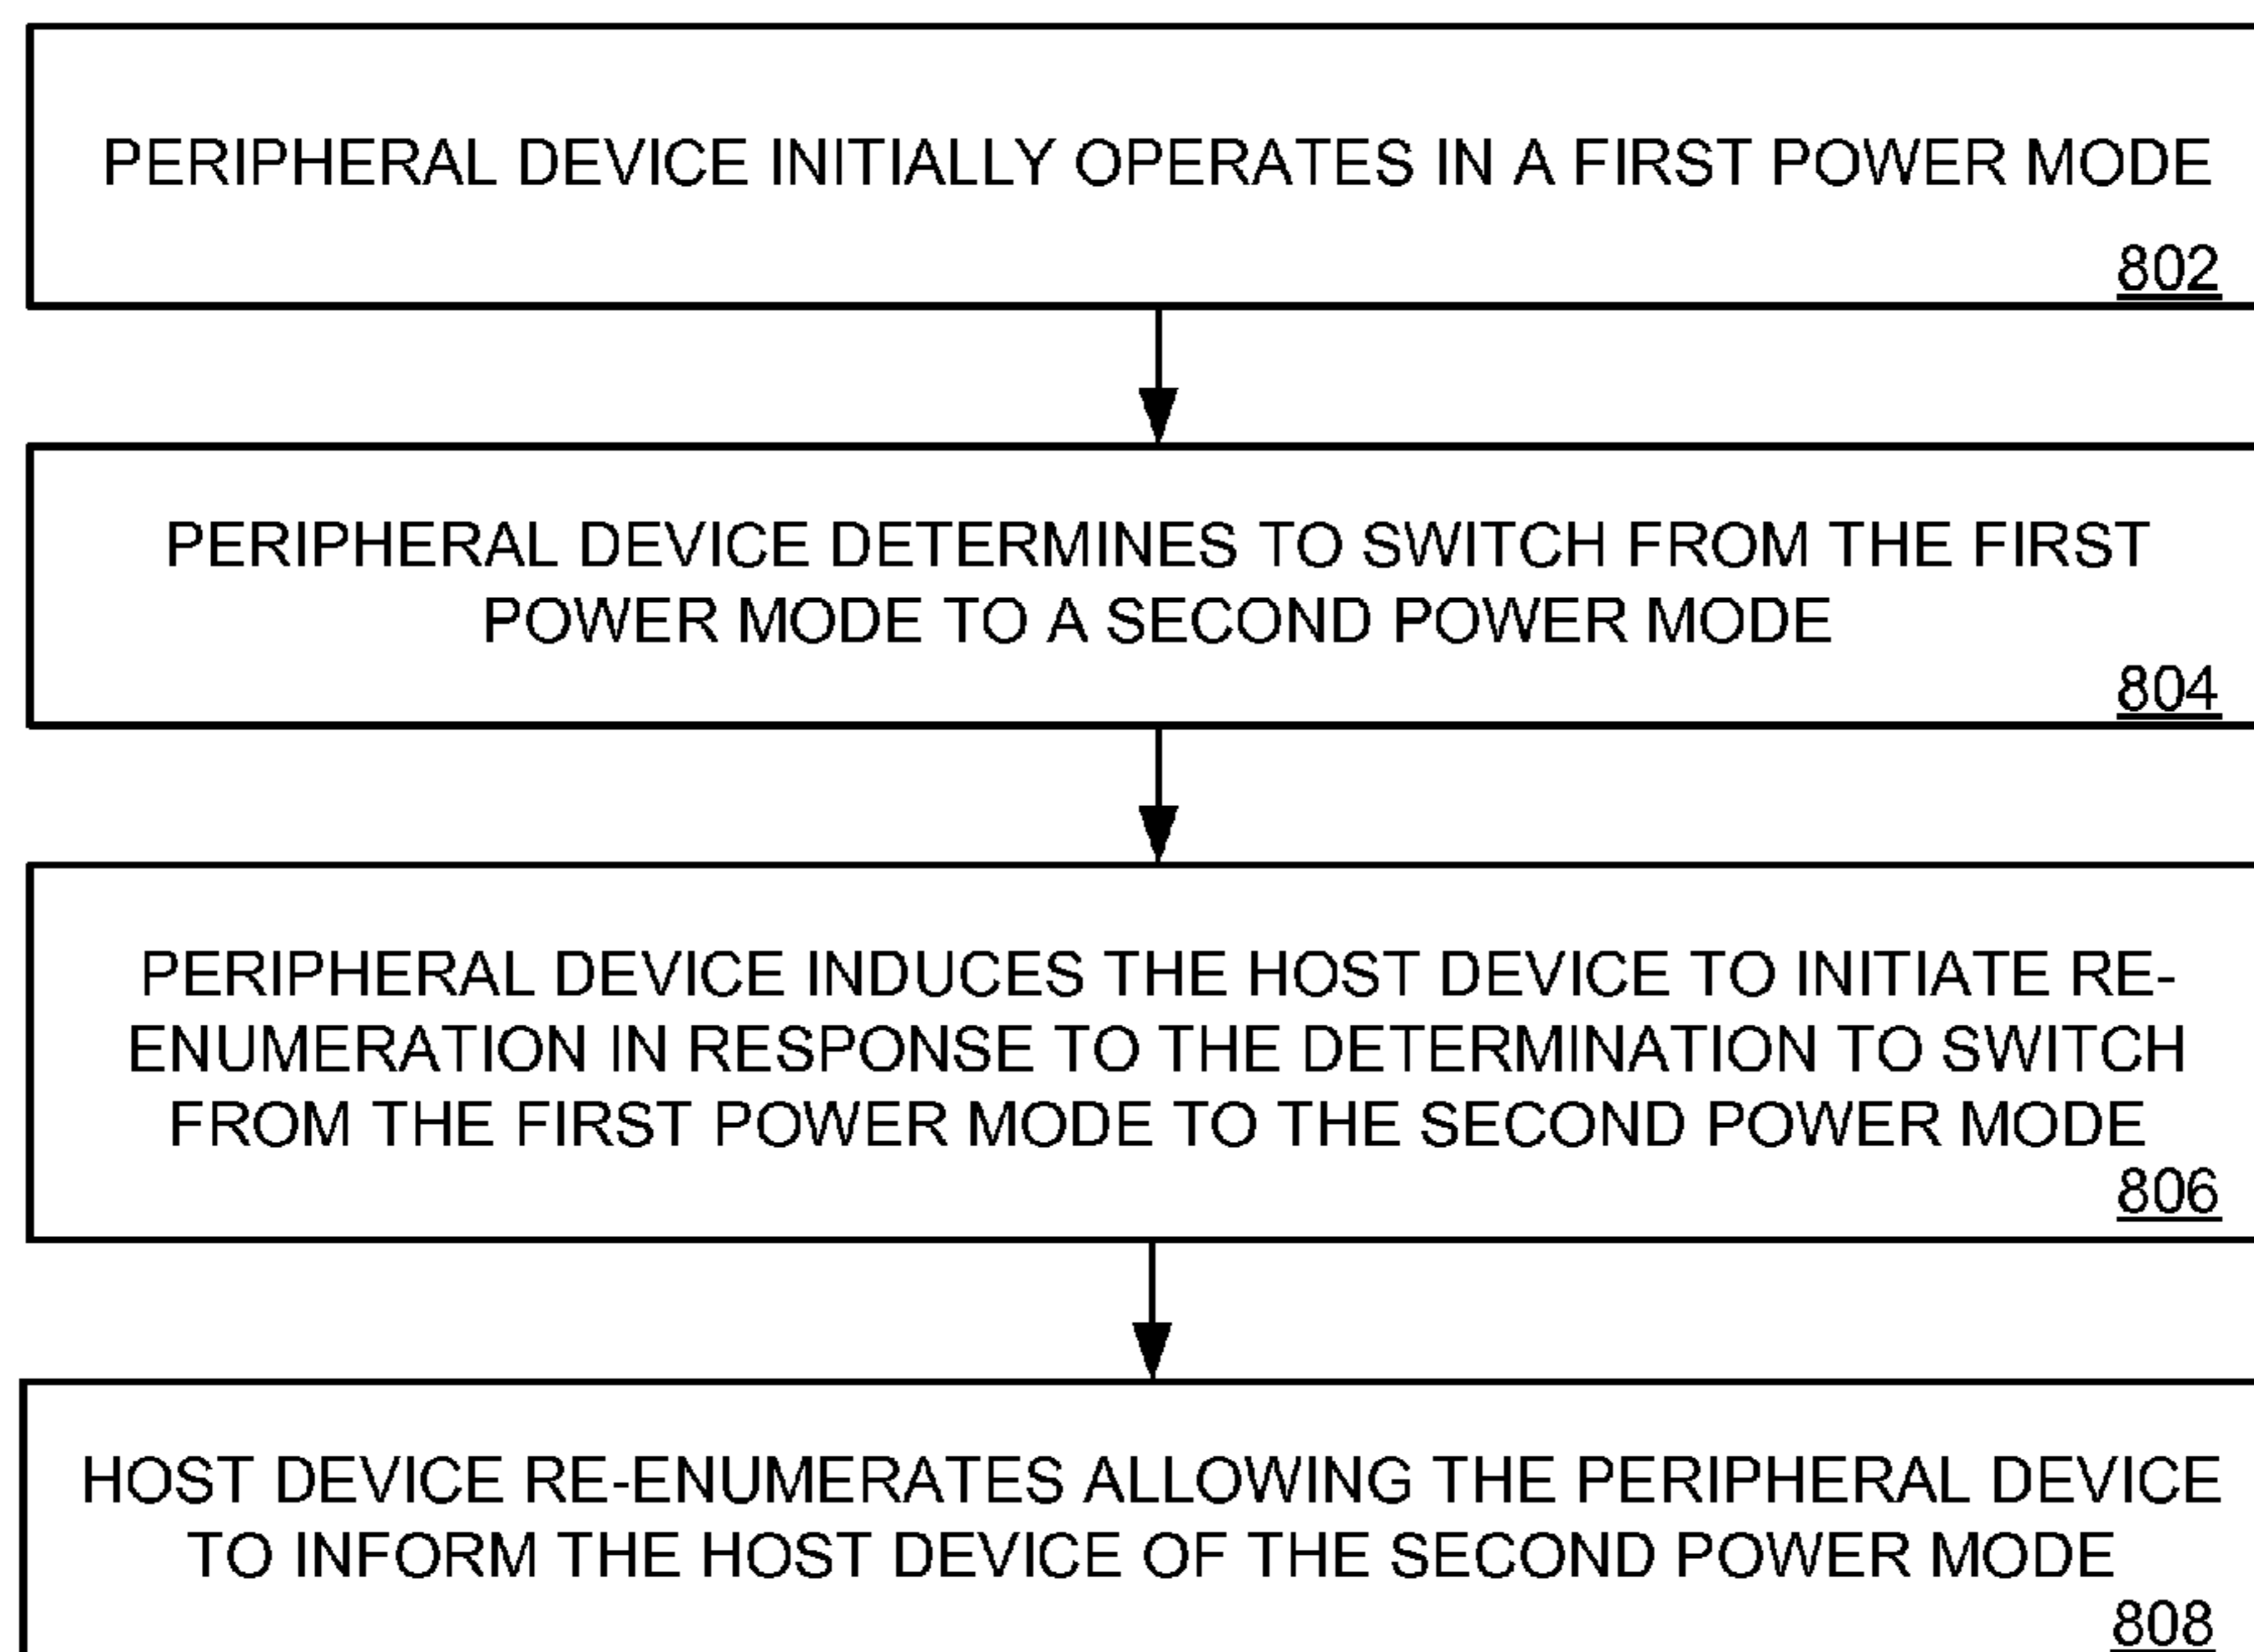 PERIPHERAL DEVICE INITIALLY OPERATES IN A FIRST POWER MODE
802
PERIPHERAL DEVICE DETERMINES TO SWITCH FROM THE FIRST
POWER MODE TO A SECOND POWER MODE
804
PERIPHERAL DEVICE INDUCES THE HOST DEVICE TO INITIATE RE-
ENUMERATION IN RESPONSE TO THE DETERMINATION TO SWITCH
FROM THE FIRST POWER MODE TO THE SECOND POWER MODE
806
HOST DEVICE RE-ENUMERATES ALLOWING THE PERIPHERAL DEVICE
TO INFORM THE HOST DEVICE OF THE SECOND POWER MODE
808